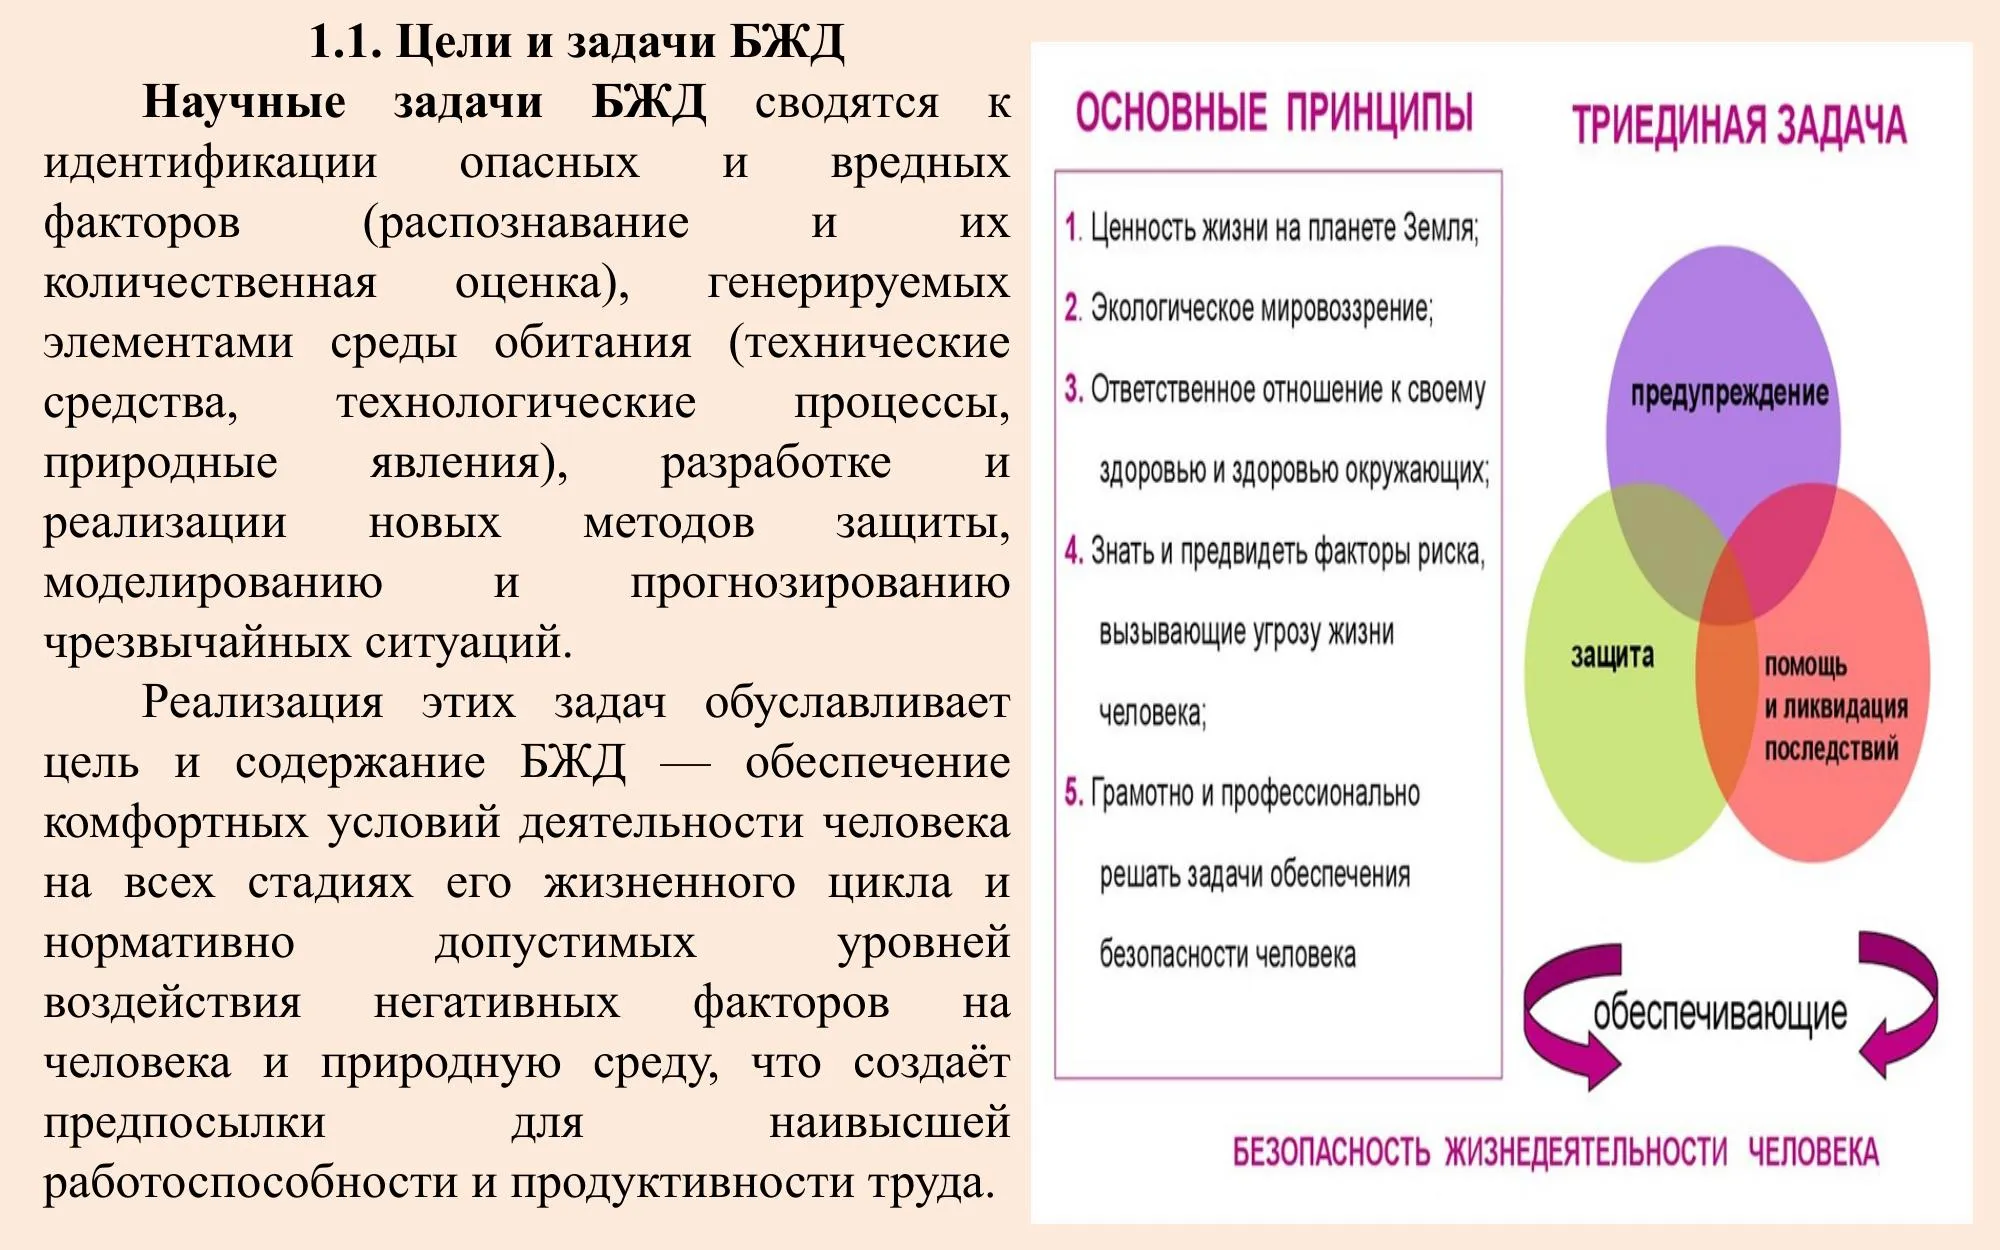 1.1. Цели и задачи БЖД
Научные задачи БЖД сводятся к
идентификации опасных и вредных
факторов (распознавание и их
количественная оценка), генерируемых
элементами среды обитания (технические
средства, технологические процессы,
природные явления), разработке и
реализации новых методов защиты,
моделированию и прогнозированию
чрезвычайных ситуаций.
Реализация этих задач обуславливает
цель и содержание БЖД — обеспечение
комфортных условий деятельности человека
на всех стадиях его жизненного цикла и
нормативно допустимых уровней
воздействия негативных факторов на
человека и природную среду, что создаёт
предпосылки для наивысшей
работоспособности и продуктивности труда.
ОСНОВНЫЕ ПРИНЦИПЫ
1. Ценность жизни на планете Земля;
2. Экологическое мировоззрение;
3. Ответственное отношение к своему
здоровью и здоровью окружающих;
4. Знать и предвидеть факторы риска,
вызывающие угрозу жизни
человека;
5. Грамотно и профессионально
решать задачи обеспечения
безопасности человека
ТРИЕДИНАЯ ЗАДАЧА
предупреждение
защита
помощь
и ликвидация
последствий
обеспечивающие
БЕЗОПАСНОСТЬ ЖИЗНЕДЕЯТЕЛЬНОСТИ ЧЕЛОВЕКА